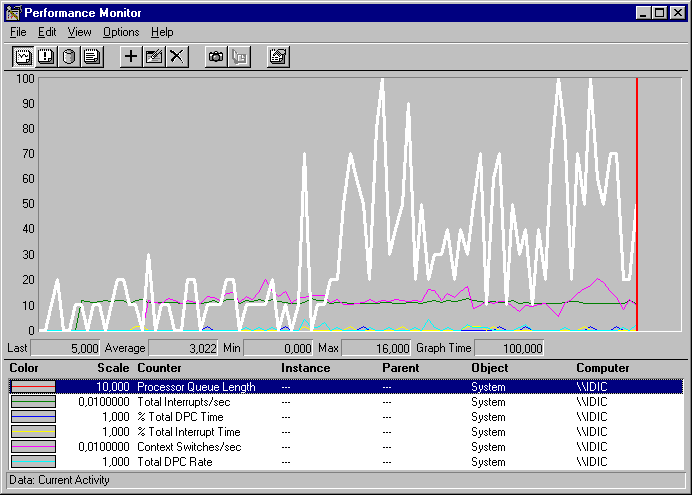 Performance Monitor
File Edit View Options Help
100
90
80
70
60
50
40
30
20
10
0
Last 5,000 Average 3,022 Min 0,000 Max 16,000 Graph Time 100,000
Color Scale Counter Instance Parent Object Computer
10,000 Processor Queue Length --- --- System \\IDIC
0,0100000 Total Interrupts/sec --- --- System \\IDIC
1,000 % Total DPC Time --- --- System \\IDIC
1,000 % Total Interrupt Time --- --- System \\IDIC
0,0100000 Context Switches/sec --- --- System \\IDIC
1,000 Total DPC Rate --- --- System \\IDIC
Data: Current Activity